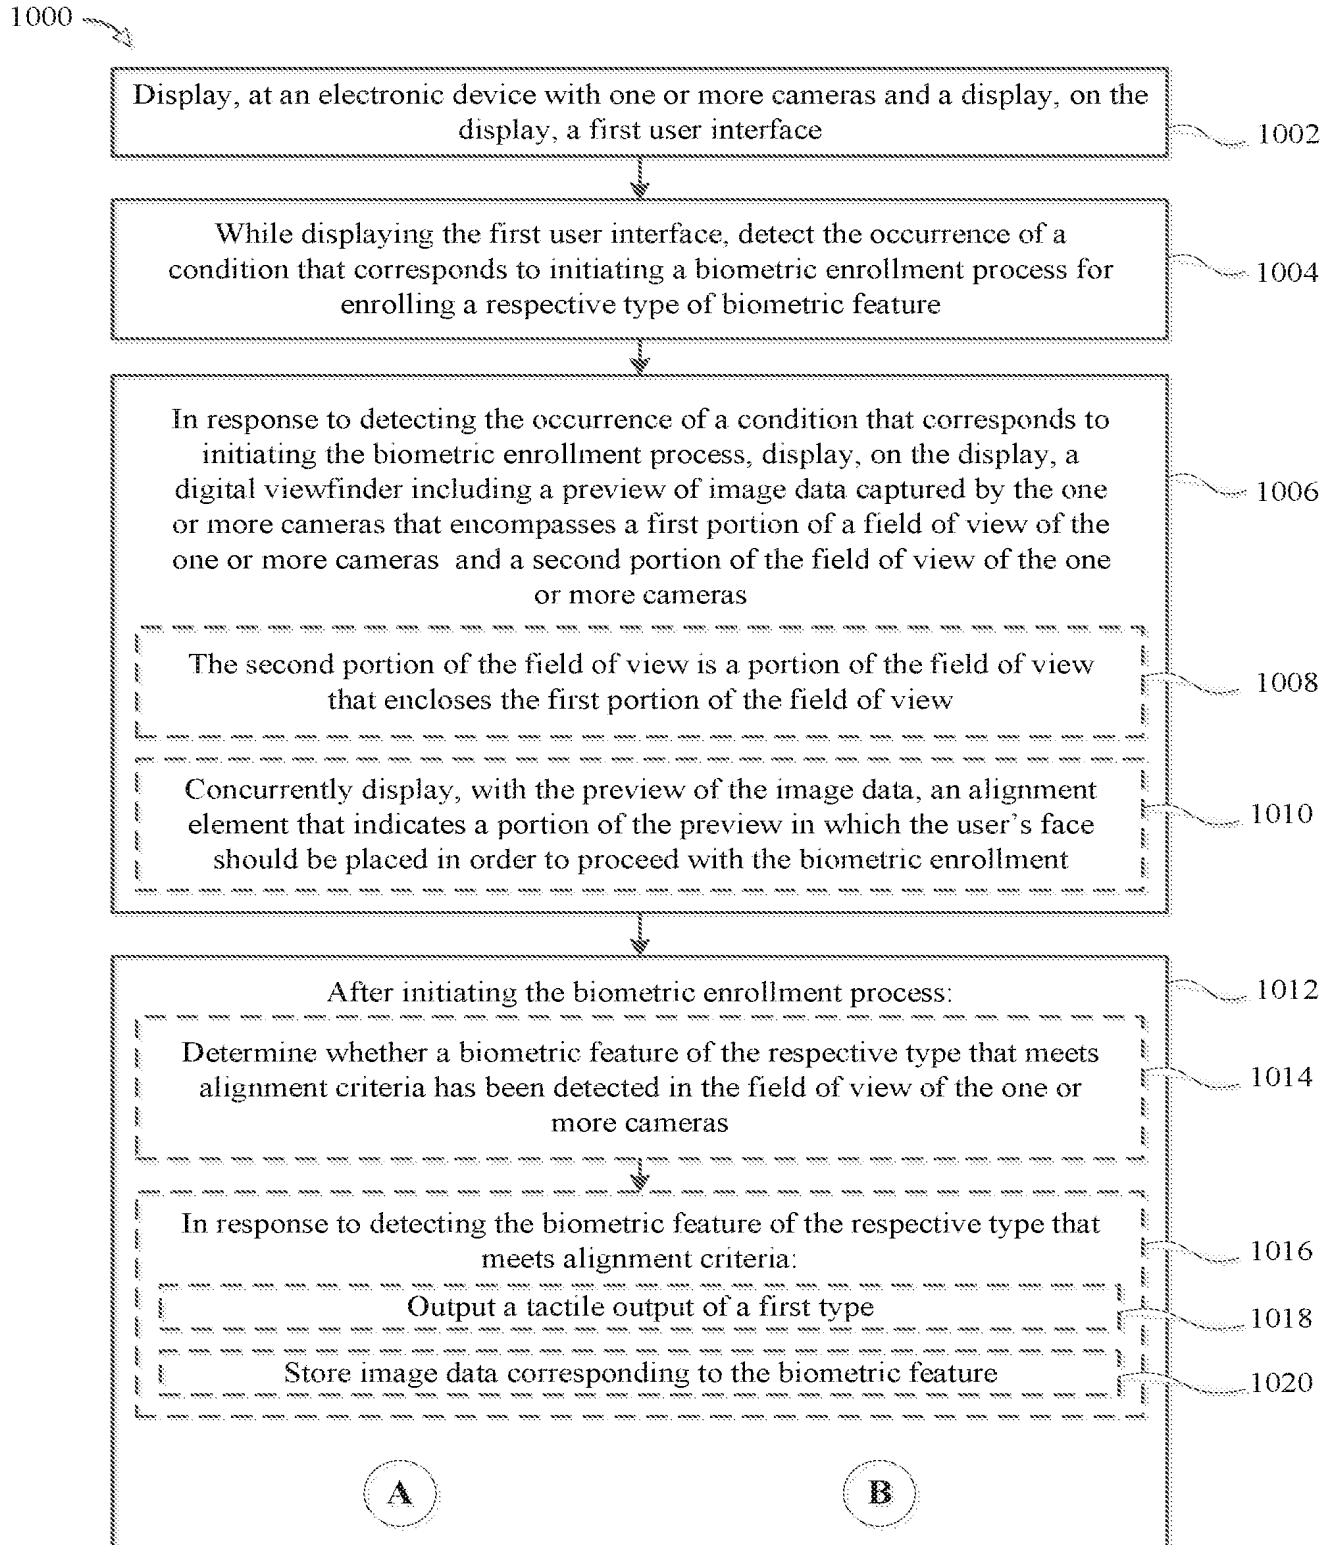 1000
Display, at an electronic device with one or more cameras and a display, on the
display, a first user interface
1002
While displaying the first user interface, detect the occurrence of a
condition that corresponds to initiating a biometric enrollment process for
enrolling a respective type of biometric feature
1004
In response to detecting the occurrence of a condition that corresponds to
initiating the biometric enrollment process, display, on the display, a
digital viewfinder including a preview of image data captured by the one
or more cameras that encompasses a first portion of a field of view of the
one or more cameras and a second portion of the field of view of the one
or more cameras
1006
The second portion of the field of view is a portion of the field of view
that encloses the first portion of the field of view
1008
Concurrently display, with the preview of the image data, an alignment
element that indicates a portion of the preview in which the user's face
should be placed in order to proceed with the biometric enrollment
1010
After initiating the biometric enrollment process:
1012
Determine whether a biometric feature of the respective type that meets
alignment criteria has been detected in the field of view of the one or
more cameras
1014
In response to detecting the biometric feature of the respective type that
meets alignment criteria:
1016
Output a tactile output of a first type
1018
Store image data corresponding to the biometric feature
1020
A
B